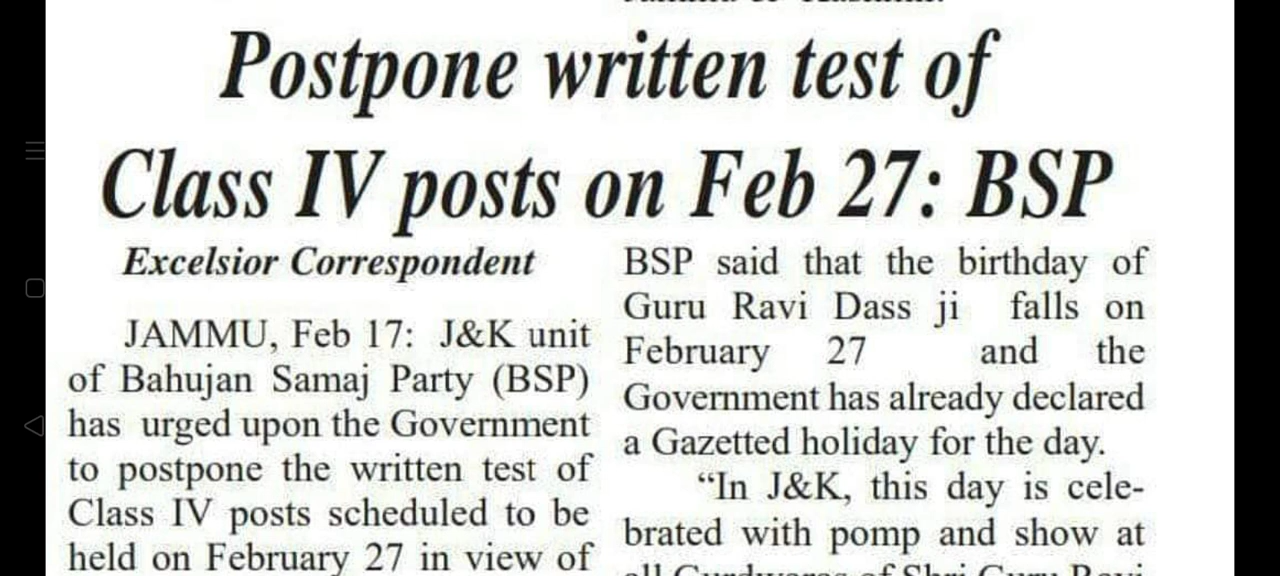 Postpone written test of
Class IV posts on Feb 27: BSP
Excelsior Correspondent
JAMMU, Feb 17: J&K unit
of Bahujan Samaj Party (BSP)
has urged upon the Government
to postpone the written test of
Class IV posts scheduled to be
held on February 27 in view of
BSP said that the birthday of
Guru Ravi Dass ji falls on
February 27 and the
Government has already declared
a Gazetted holiday for the day.
“In J&K, this day is cele-
brated with pomp and show at